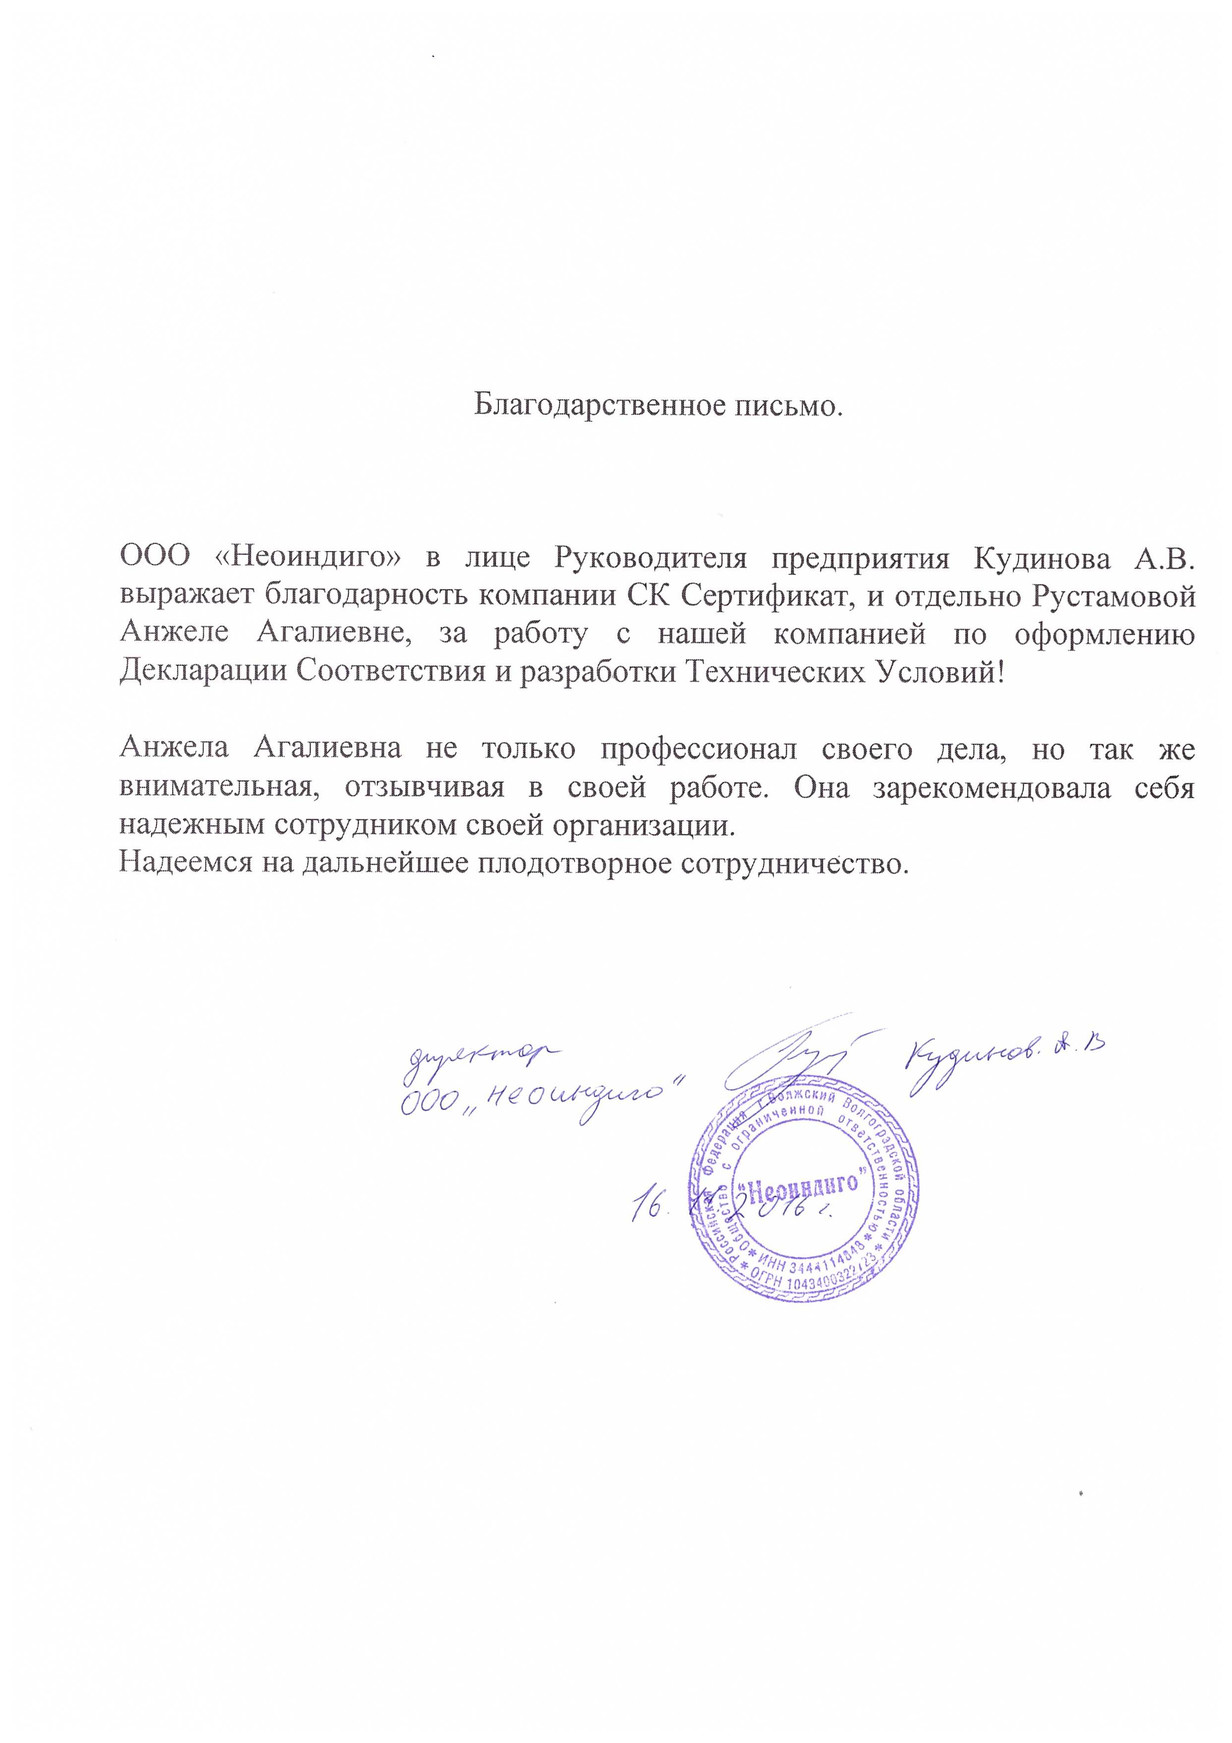 Благодарственное письмо.
ООО «Неоиндиго» в лице Руководителя предприятия Кудинова А.В.
выражает благодарность компании СК Сертификат, и отдельно Рустамовой
Анжеле Агалиевне, за работу с нашей компанией по оформлению
Декларации Соответствия и разработки Технических Условий!
Анжела Агалиевна не только профессионал своего дела, но так же
внимательная, отзывчивая в своей работе. Она зарекомендовала себя
надежным сотрудником своей организации.
Надеемся на дальнейшее плодотворное сотрудничество.
директор
ООО „Неоиндиго"
Кудинов. А. В
16. 2016 г.
Российская Федерация г.Волжский Волгоградской области
Общество с ограниченной ответственностью
"Неоиндиго"
ИНН
ОГРН